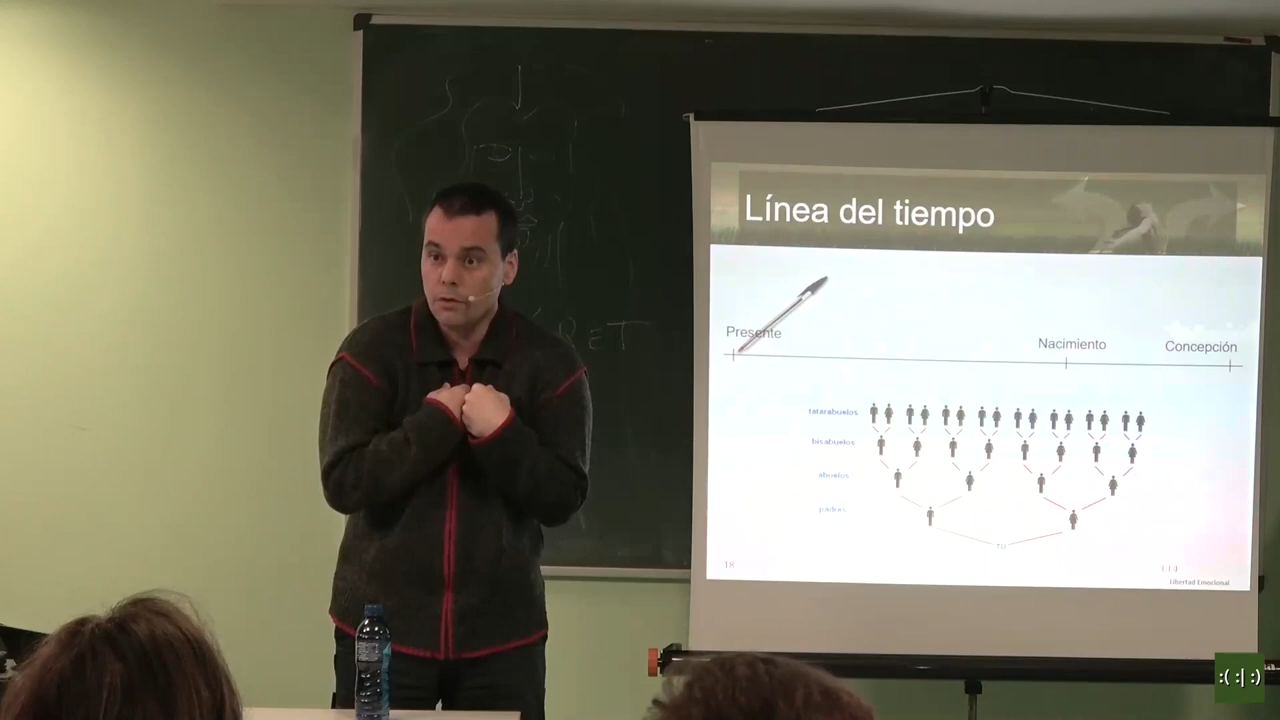 Línea del tiempo
Presente
Nacimiento
Concepción
tatarabuelos
bisabuelos
abuelos
padres
TU
18
Libertad Emocional
:( :| :)